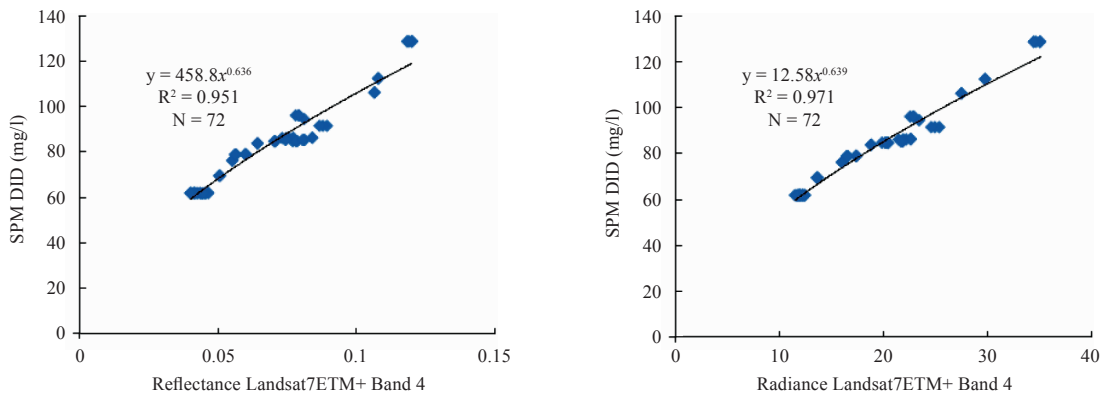 140
120
100
80
60
40
20
0
SPM DID (mg/l)
y = 458.8x^0.636
R² = 0.951
N = 72
0 0.05 0.1 0.15
Reflectance Landsat7ETM+ Band 4
140
120
100
80
60
40
20
0
SPM DID (mg/l)
y = 12.58x^0.639
R² = 0.971
N = 72
0 10 20 30 40
Radiance Landsat7ETM+ Band 4